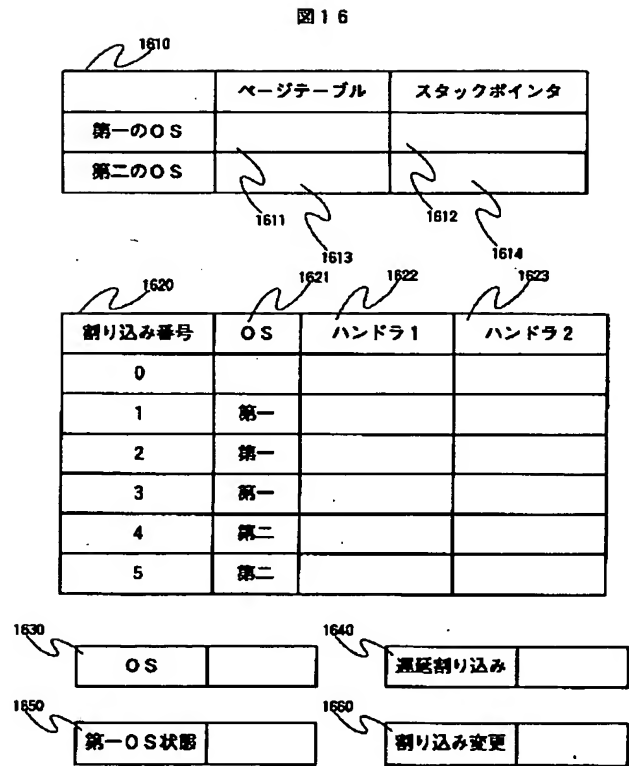 図16
1610
ページテーブル スタックポインタ
第一のOS
第二のOS
1611 1612
1613 1614
1620 1621 1622 1623
割り込み番号 OS ハンドラ1 ハンドラ2
0
1 第一
2 第一
3 第一
4 第二
5 第二
1630 1640
OS 遅延割り込み
1650 1660
第一OS状態 割り込み変更